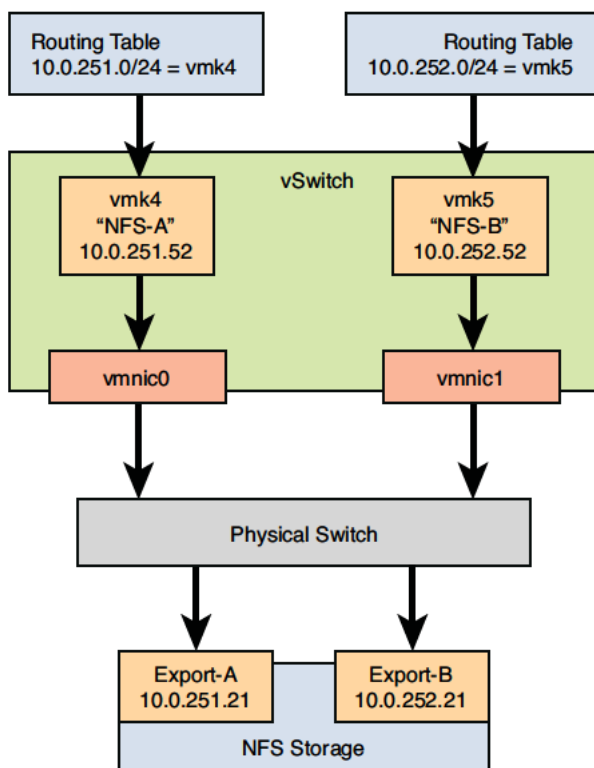 Routing Table
10.0.251.0/24 = vmk4
Routing Table
10.0.252.0/24 = vmk5
vSwitch
vmk4
“NFS-A”
10.0.251.52
vmk5
“NFS-B”
10.0.252.52
vmnic0
vmnic1
Physical Switch
Export-A
10.0.251.21
Export-B
10.0.252.21
NFS Storage